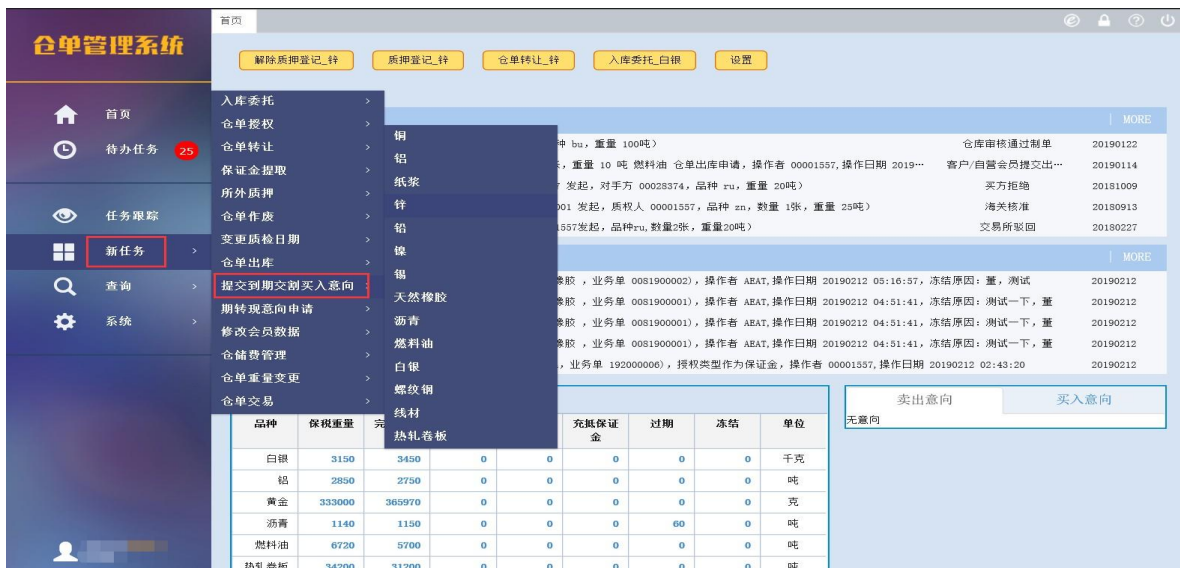 首页
仓单管理系统
解除质押登记_锌 质押登记_锌 仓单转让_锌 入库委托_白银 设置
首页
待办任务 25
任务跟踪
新任务 >
查询 >
系统 >
入库委托 >
仓单授权 >
仓单转让 >
保证金提取 >
所外质押 >
仓单作废 >
变更质检日期 >
仓单出库 >
提交到期交割买入意向
期转现意向申请 >
修改会员数据 >
仓储费管理 >
仓单重量变更 >
仓单交易 >
铜
铝
纸浆
锌
铅
镍
锡
天然橡胶
沥青
燃料油
白银
螺纹钢
线材
热轧卷板
| MORE
bu，重量 100吨） 仓库审核通过制单 20190122
，重量 10 吨 燃料油 仓单出库申请，操作者 00001557,操作日期 2019… 客户/自营会员提交出… 20190114
发起，对手方 00028374，品种 ru，重量 20吨） 买方拒绝 20181009
001 发起，质权人 00001557，品种 zn，数量 1张，重量 25吨） 海关核准 20180913
1557发起，品种ru,数量2张，重量20吨） 交易所驳回 20180227
| MORE
橡胶 ，业务单 0081900002），操作者 AEAT,操作日期 20190212 05:16:57，冻结原因：董，测试 20190212
橡胶 ，业务单 0081900001），操作者 AEAT,操作日期 20190212 04:51:41，冻结原因：测试一下，董 20190212
橡胶 ，业务单 0081900001），操作者 AEAT,操作日期 20190212 04:51:41，冻结原因：测试一下，董 20190212
橡胶 ，业务单 0081900001），操作者 AEAT,操作日期 20190212 04:51:41，冻结原因：测试一下，董 20190212
，业务单 192000006），授权类型作为保证金，操作者 00001557,操作日期 20190212 02:43:20 20190212
卖出意向 买入意向
无意向
品种 保税重量 完 充抵保证金 过期 冻结 单位
白银 3150 3450 0 0 0 0 0 千克
铝 2850 2750 0 0 0 0 0 吨
黄金 333000 365970 0 0 0 0 0 克
沥青 1140 1150 0 0 0 60 0 吨
燃料油 6720 5700 0 0 0 0 0 吨
热轧卷板 34200 31200 0 0 0 0 0 吨